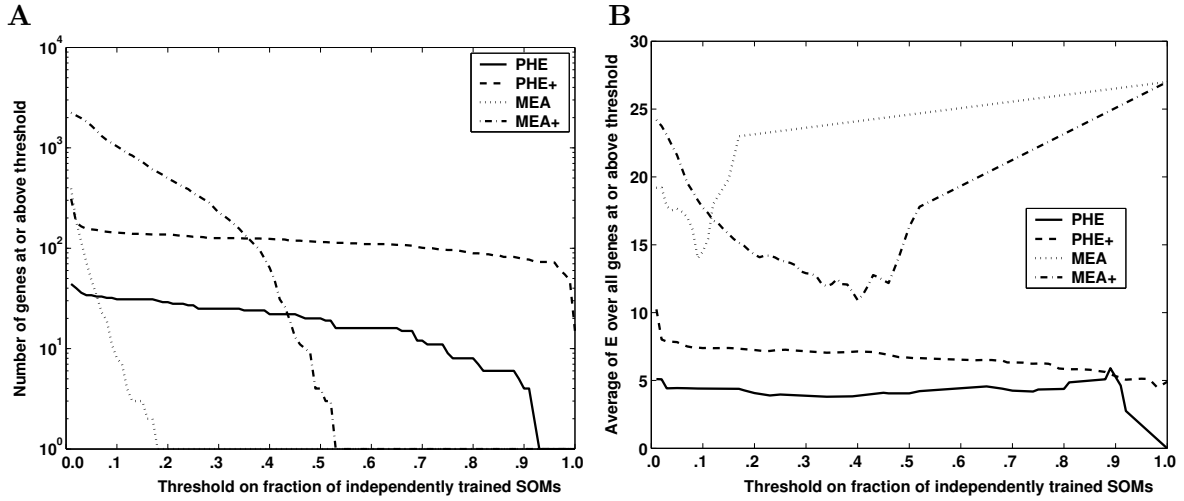 A
Number of genes at or above threshold
10^4
10^3
10^2
10^1
10^0
0.0 .1 .2 .3 .4 .5 .6 .7 .8 .9 1.0
Threshold on fraction of independently trained SOMs
PHE
PHE+
MEA
MEA+
B
Average of E over all genes at or above threshold
30
25
20
15
10
5
0
.0 .1 .2 .3 .4 .5 .6 .7 .8 .9 1.0
Threshold on fraction of independently trained SOMs
PHE
PHE+
MEA
MEA+